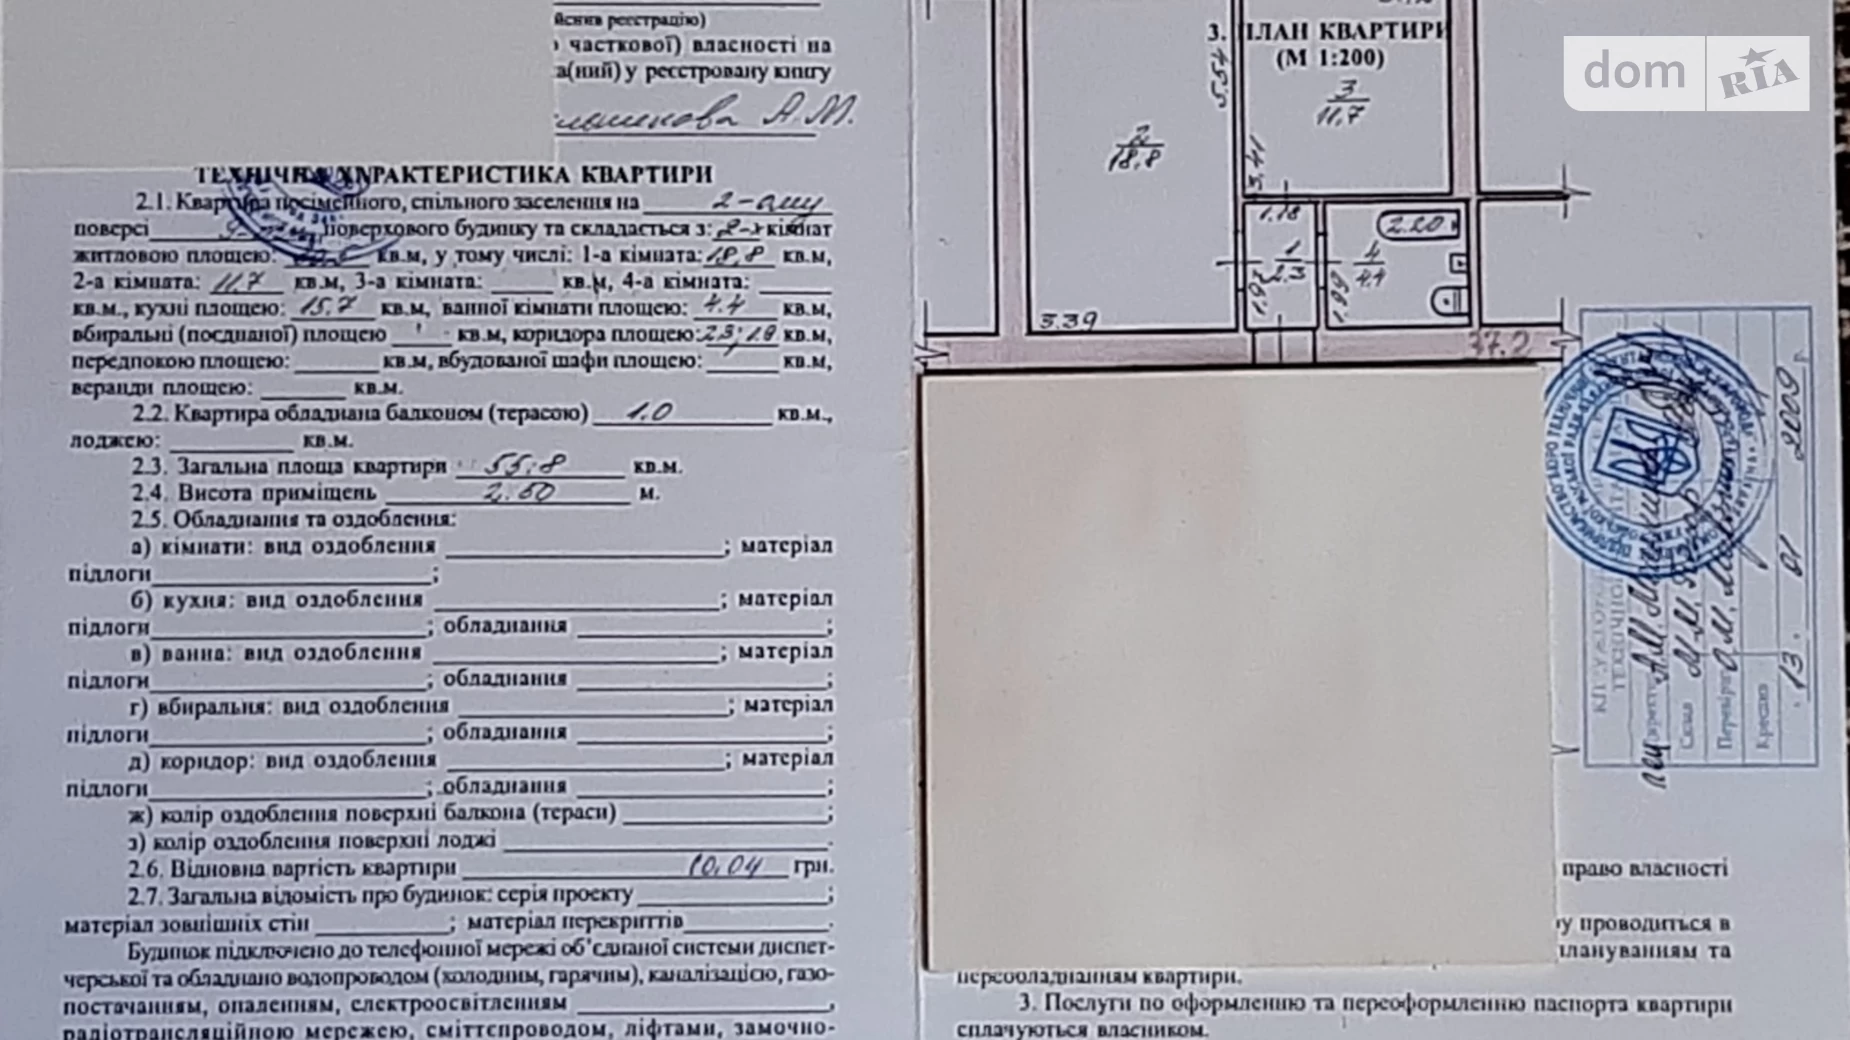 йснив реєстрацію)
часткової) власності на
а(ний) у реєстровану книгу
А.М.
ТЕХНІЧНА ХАРАКТЕРИСТИКА КВАРТИРИ
2.1. Квартира посімейного, спільного заселення на 2-ому
поверсі поверхового будинку та складається з: 2-х кімнат
житловою площею: кв.м, у тому числі: 1-а кімната: 18,8 кв.м,
2-а кімната: 11,7 кв.м, 3-а кімната: кв.м, 4-а кімната:
кв.м., кухні площею: 15,7 кв.м, ванної кімнати площею: 4.4 кв.м,
вбиральні (поєднаної) площею кв.м, коридора площею: 2,3; 1.9 кв.м,
передпокою площею: кв.м, вбудованої шафи площею: кв.м,
веранди площею: кв.м.
2.2. Квартира обладнана балконом (терасою) 1.0 кв.м.,
лоджею: кв.м.
2.3. Загальна площа квартири 55,8 кв.м.
2.4. Висота приміщень 2.50 м.
2.5. Обладнання та оздоблення:
а) кімнати: вид оздоблення ; матеріал
підлоги ;
б) кухня: вид оздоблення ; матеріал
підлоги ; обладнання ;
в) ванна: вид оздоблення ; матеріал
підлоги ; обладнання ;
г) вбиральня: вид оздоблення ; матеріал
підлоги ; обладнання ;
д) коридор: вид оздоблення ; матеріал
підлоги ; обладнання ;
ж) колір оздоблення поверхні балкона (тераси) ;
з) колір оздоблення поверхні лоджі .
2.6. Відновна вартість квартири 10,04 грн.
2.7. Загальна відомість про будинок: серія проекту ;
матеріал зовнішніх стін ; матеріал перекриттів .
Будинок підключено до телефонної мережі об'єднаної системи диспет-
черської та обладнано водопроводом (холодним, гарячим), каналізацією, газо-
постачанням, опаленням, електроосвітленням ,
радіотрансляційною мережею, сміттєпроводом, ліфтами, замочно-
3. ПЛАН КВАРТИРИ
(М 1:200)
5.54
3
11,7
2
18,8
3.41
1.18
2.20
1
2.3
4
4.4
1.97
1.99
3.39
37.2
dom RIA
Перевірив
13. 01 2009 р.
право власності
у проводиться в
плануванням та
переобладнанням квартири.
3. Послуги по оформленню та переоформленню паспорта квартири
сплачуються власником.